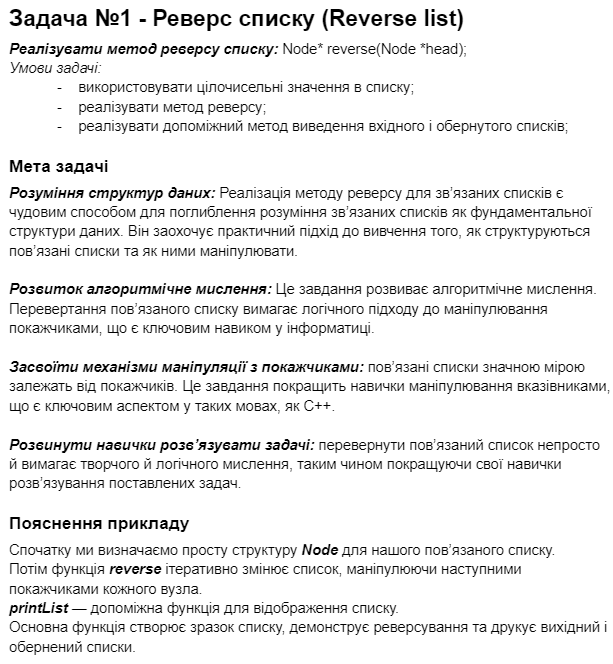 Задача №1 - Реверс списку (Reverse list)
Реалізувати метод реверсу списку: Node* reverse(Node *head);
Умови задачі:
- використовувати цілочисельні значення в списку;
- реалізувати метод реверсу;
- реалізувати допоміжний метод виведення вхідного і обернутого списків;
Мета задачі
Розуміння структур даних: Реалізація методу реверсу для зв’язаних списків є
чудовим способом для поглиблення розуміння зв’язаних списків як фундаментальної
структури даних. Він заохочує практичний підхід до вивчення того, як структуруються
пов’язані списки та як ними маніпулювати.
Розвиток алгоритмічне мислення: Це завдання розвиває алгоритмічне мислення.
Перевертання пов’язаного списку вимагає логічного підходу до маніпулювання
покажчиками, що є ключовим навиком у інформатиці.
Засвоїти механізми маніпуляції з покажчиками: пов’язані списки значною мірою
залежать від покажчиків. Це завдання покращить навички маніпулювання вказівниками,
що є ключовим аспектом у таких мовах, як C++.
Розвинути навички розв’язувати задачі: перевернути пов’язаний список непросто
й вимагає творчого й логічного мислення, таким чином покращуючи свої навички
розв’язування поставлених задач.
Пояснення прикладу
Спочатку ми визначаємо просту структуру Node для нашого пов’язаного списку.
Потім функція reverse ітеративно змінює список, маніпулюючи наступними
покажчиками кожного вузла.
printList — допоміжна функція для відображення списку.
Основна функція створює зразок списку, демонструє реверсування та друкує вихідний і
обернений списки.